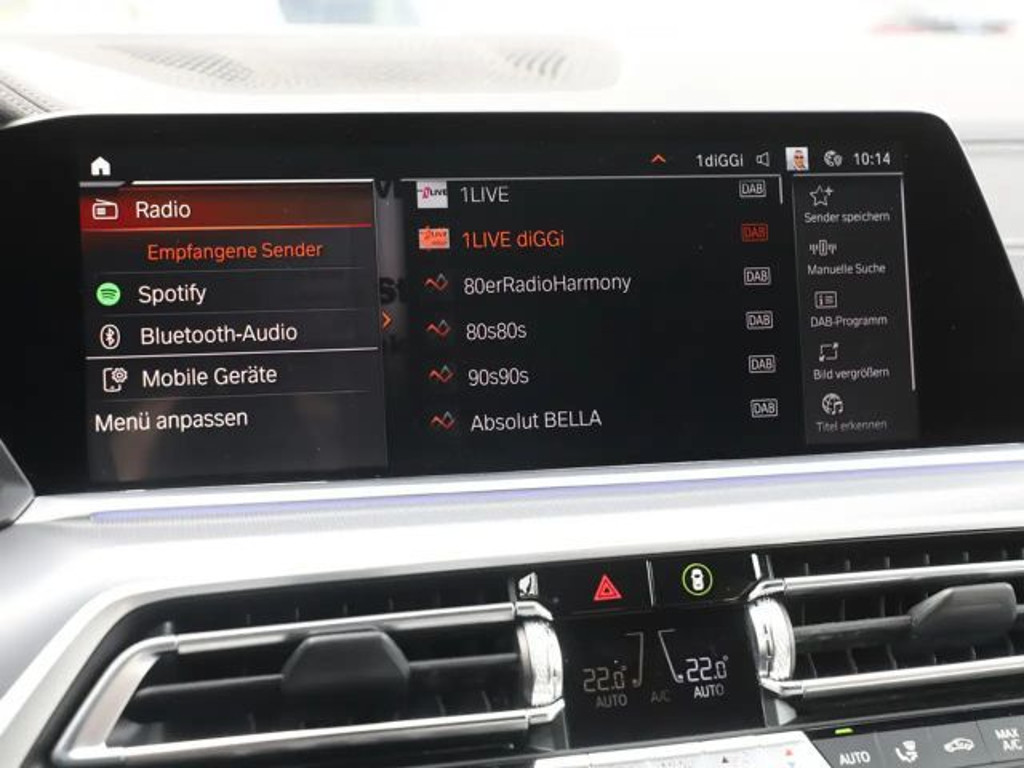 1diGGi 10:14
Radio
Empfangene Sender
Spotify
Bluetooth-Audio
Mobile Geräte
Menü anpassen
1LIVE 1LIVE DAB
1LIVE diGGi DAB
80erRadioHarmony DAB
80s80s DAB
90s90s DAB
Absolut BELLA DAB
Sender speichern
Manuelle Suche
DAB-Programm
Bild vergrößern
Titel erkennen
22.0° 22.0°
AUTO A/C AUTO
AUTO MAX
A/C